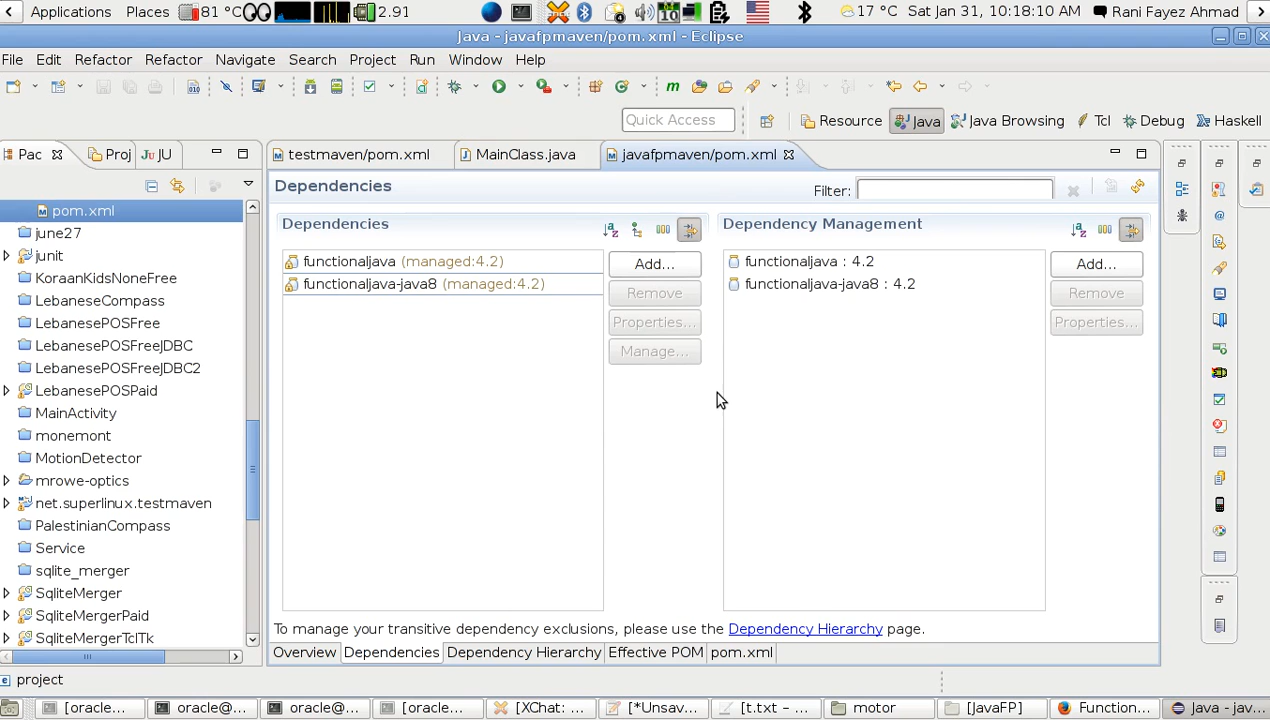 Applications Places 81 °C 2.91 10 17 °C Sat Jan 31, 10:18:10 AM Rani Fayez Ahmad
Java - javafpmaven/pom.xml - Eclipse
File Edit Refactor Refactor Navigate Search Project Run Window Help
Quick Access Resource Java Java Browsing Tcl Debug Haskell
Pac Proj JU testmaven/pom.xml MainClass.java javafpmaven/pom.xml
Dependencies Filter:
pom.xml
Dependencies Dependency Management
june27
junit
KoraanKidsNoneFree
LebaneseCompass
LebanesePOSFree
LebanesePOSFreeJDBC
LebanesePOSFreeJDBC2
LebanesePOSPaid
MainActivity
monemont
MotionDetector
mrowe-optics
net.superlinux.testmaven
PalestinianCompass
Service
sqlite_merger
SqliteMerger
SqliteMergerPaid
SqliteMergerTclTk
functionaljava (managed:4.2)
functionaljava-java8 (managed:4.2)
Add...
Remove
Properties...
Manage...
functionaljava : 4.2
functionaljava-java8 : 4.2
Add...
Remove
Properties...
To manage your transitive dependency exclusions, please use the Dependency Hierarchy page.
Overview Dependencies Dependency Hierarchy Effective POM pom.xml
project
[oracle... oracle@... oracle@... [oracle... [XChat: ... [*Unsav... [t.txt – ... motor [JavaFP] Function... Java - jav...